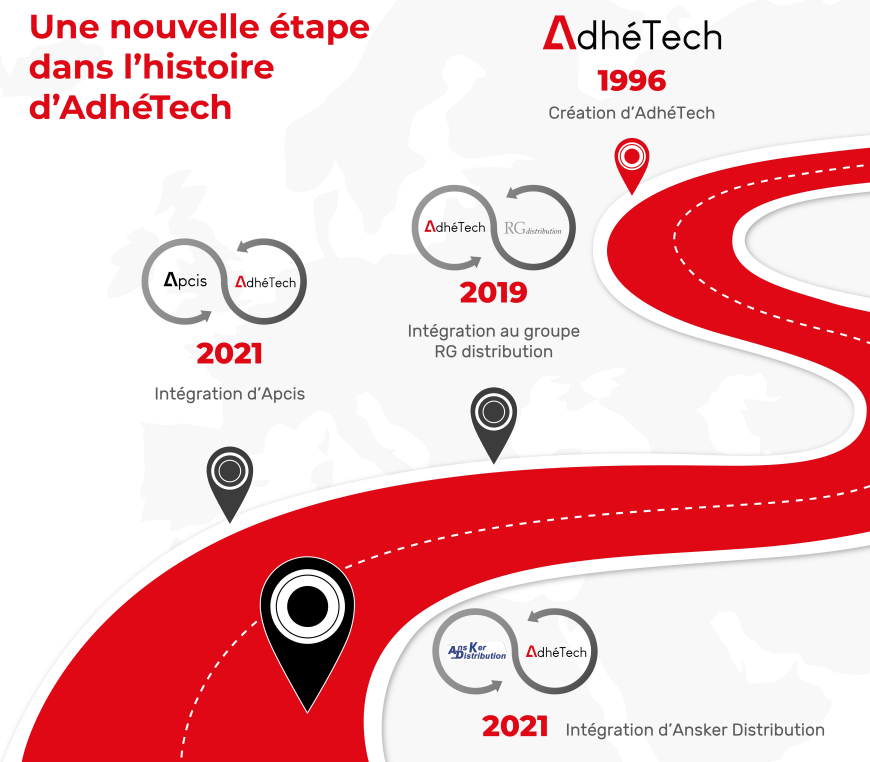 Une nouvelle étape
dans l'histoire
d'AdhéTech
AdhéTech
1996
Création d'AdhéTech
AdhéTech
RG distribution
2019
Intégration au groupe
RG distribution
Apcis
AdhéTech
2021
Intégration d'Apcis
Ansker
Distribution
AdhéTech
2021 Intégration d'Ansker Distribution